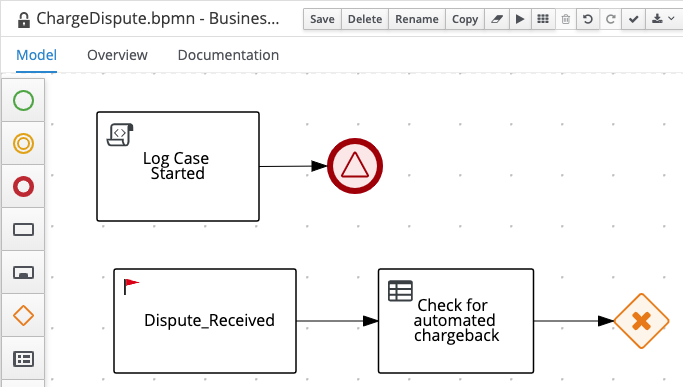 ChargeDispute.bpmn - Busines...
Save Delete Rename Copy
Model Overview Documentation
Log Case
Started
Dispute_Received
Check for
automated
chargeback